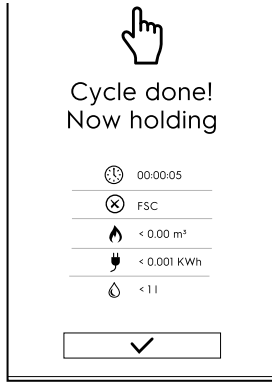 Cycle done!
Now holding
00:00:05
FSC
< 0.00 m³
< 0.001 KWh
< 1 l